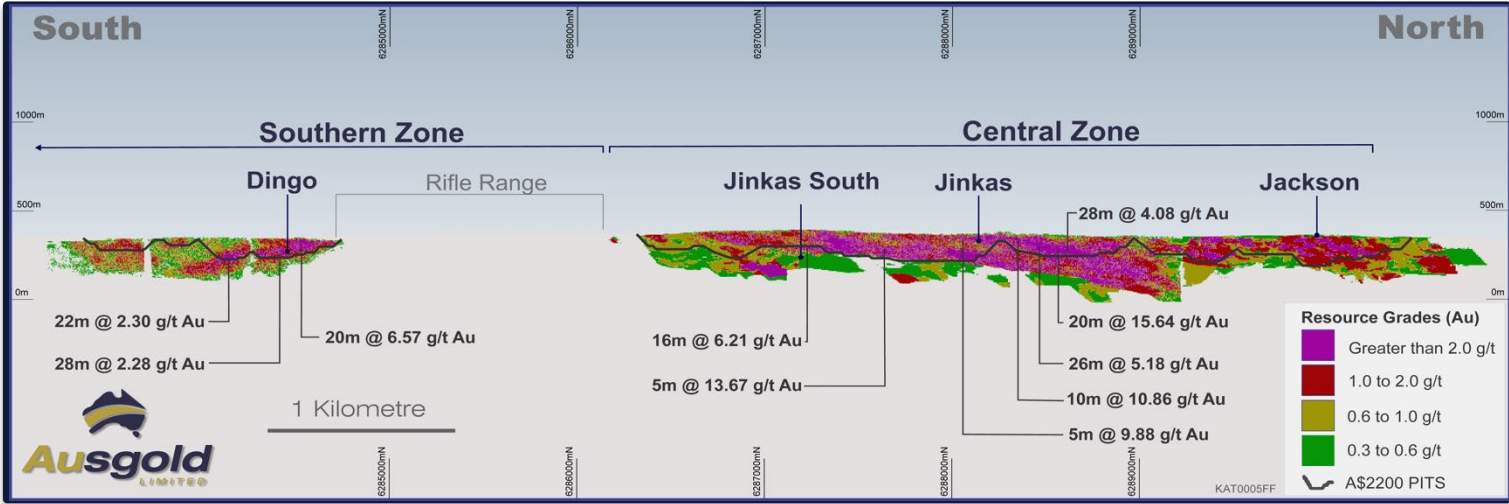 South
North
6285000mN
6286000mN
6287000mN
6288000mN
6289000mN
1000m
1000m
Southern Zone
Central Zone
Dingo
Rifle Range
Jinkas South
Jinkas
Jackson
500m
500m
28m @ 4.08 g/t Au
0m
0m
22m @ 2.30 g/t Au
20m @ 6.57 g/t Au
28m @ 2.28 g/t Au
16m @ 6.21 g/t Au
5m @ 13.67 g/t Au
20m @ 15.64 g/t Au
26m @ 5.18 g/t Au
10m @ 10.86 g/t Au
5m @ 9.88 g/t Au
Resource Grades (Au)
Greater than 2.0 g/t
1.0 to 2.0 g/t
0.6 to 1.0 g/t
0.3 to 0.6 g/t
A$2200 PITS
1 Kilometre
Ausgold
LIMITED
6285000mN
6286000mN
6287000mN
6288000mN
6289000mN
KAT0005FF